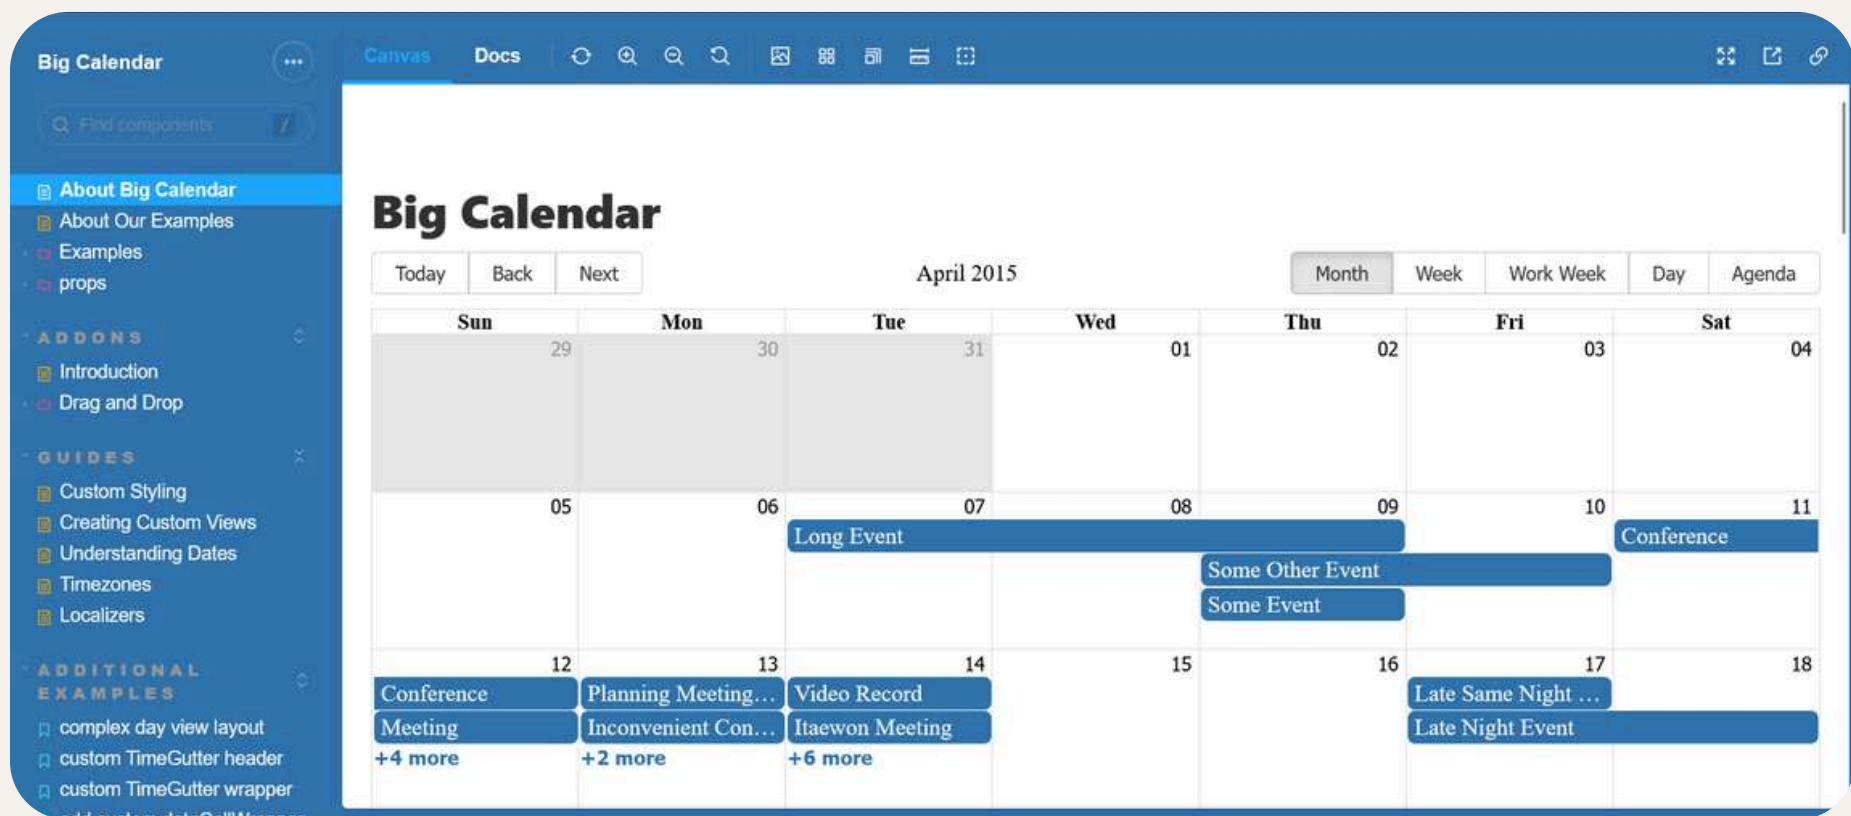 Big Calendar
Find components /
About Big Calendar
About Our Examples
Examples
props
ADDONS
Introduction
Drag and Drop
GUIDES
Custom Styling
Creating Custom Views
Understanding Dates
Timezones
Localizers
ADDITIONAL
EXAMPLES
complex day view layout
custom TimeGutter header
custom TimeGutter wrapper
Canvas Docs
Big Calendar
Today Back Next April 2015 Month Week Work Week Day Agenda
Sun Mon Tue Wed Thu Fri Sat
29 30 31 01 02 03 04
05 06 07 08 09 10 11
Long Event Conference
Some Other Event
Some Event
12 13 14 15 16 17 18
Conference Planning Meeting... Video Record Late Same Night ...
Meeting Inconvenient Con... Itaewon Meeting Late Night Event
+4 more +2 more +6 more